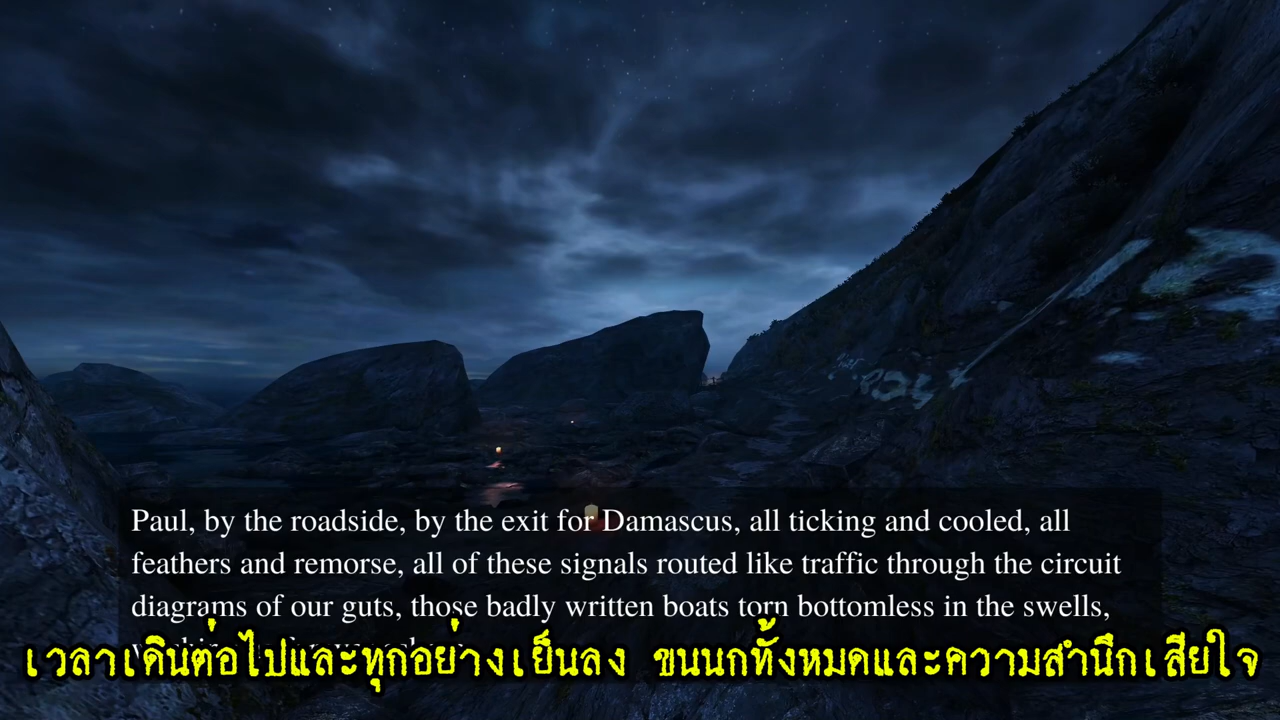 Paul, by the roadside, by the exit for Damascus, all ticking and cooled, all
feathers and remorse, all of these signals routed like traffic through the circuit
diagrams of our guts, those badly written boats torn bottomless in the swells,
เวลาเดินต่อไปและทุกอย่างเย็นลง ขนนกทั้งหมดและความสำนึกเสียใจ